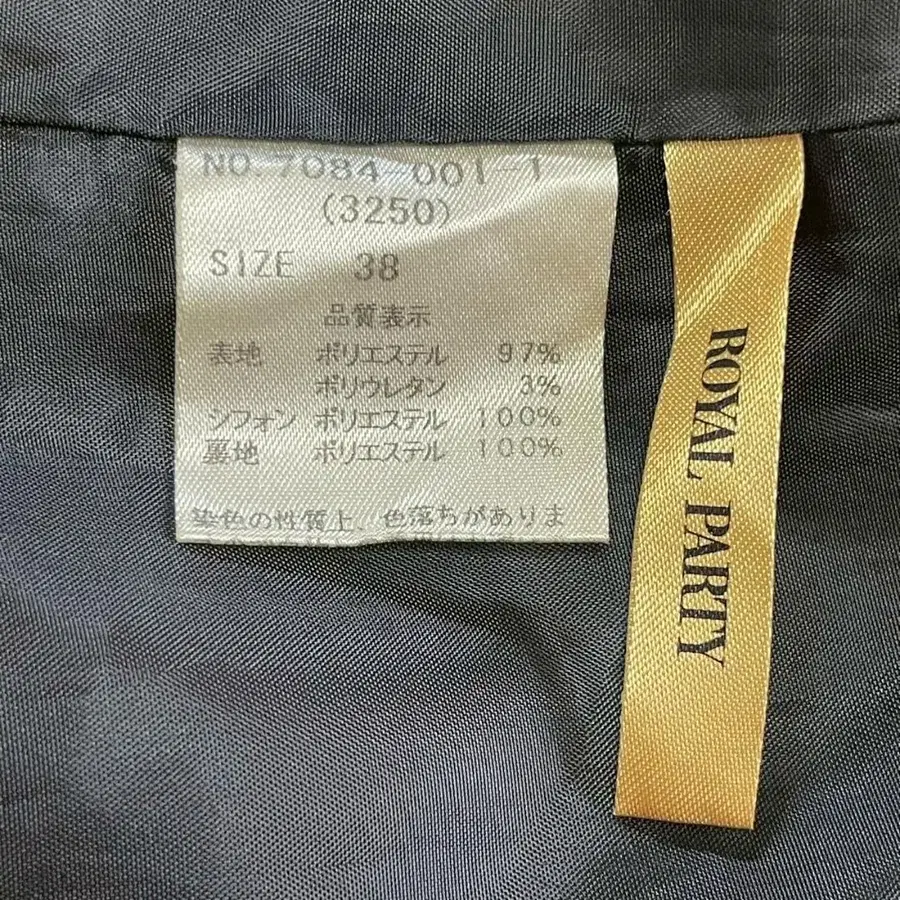 NO.7084-001-1
(3250)
SIZE 38
品質表示
表地 ポリエステル 97%
ポリウレタン 3%
シフォン ポリエステル 100%
裏地 ポリエステル 100%
染色の性質上、色落ちがありま
ROYAL PARTY